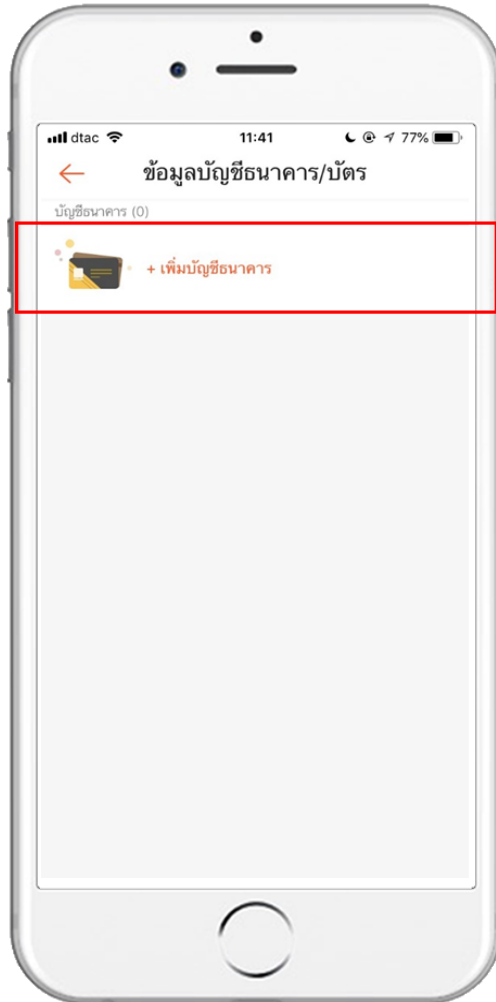 dtac 11:41 77%
ข้อมูลบัญชีธนาคาร/บัตร
บัญชีธนาคาร (0)
+ เพิ่มบัญชีธนาคาร